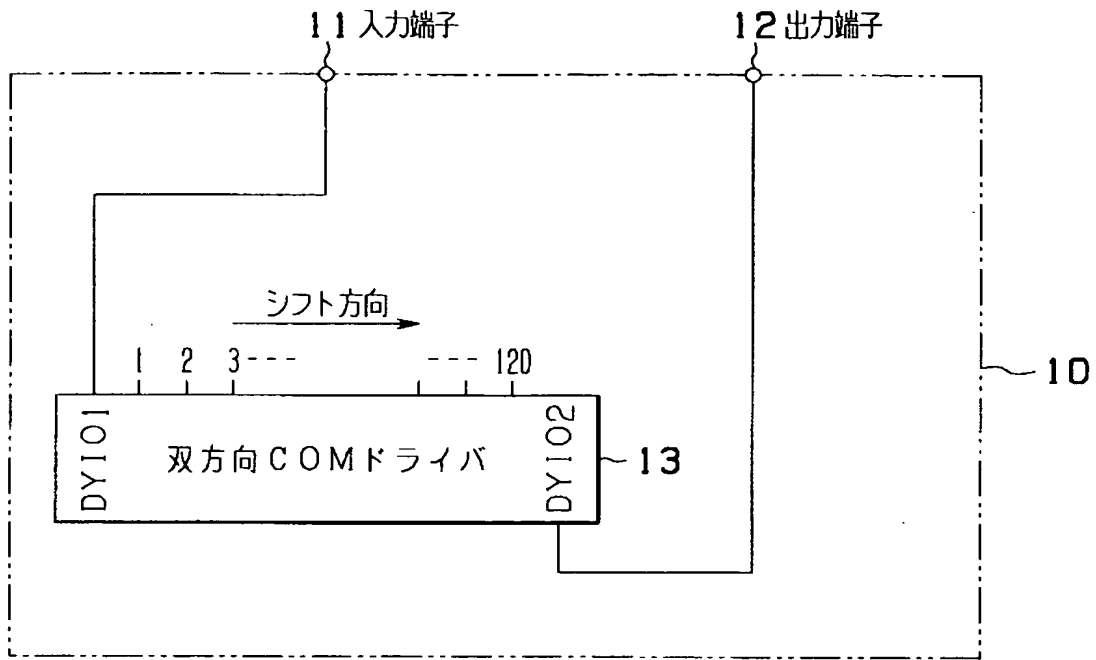 11 入力端子
12 出力端子
シフト方向
1 2 3 --- --- 120
DYIO1
双方向COMドライバ
DYIO2
13
10